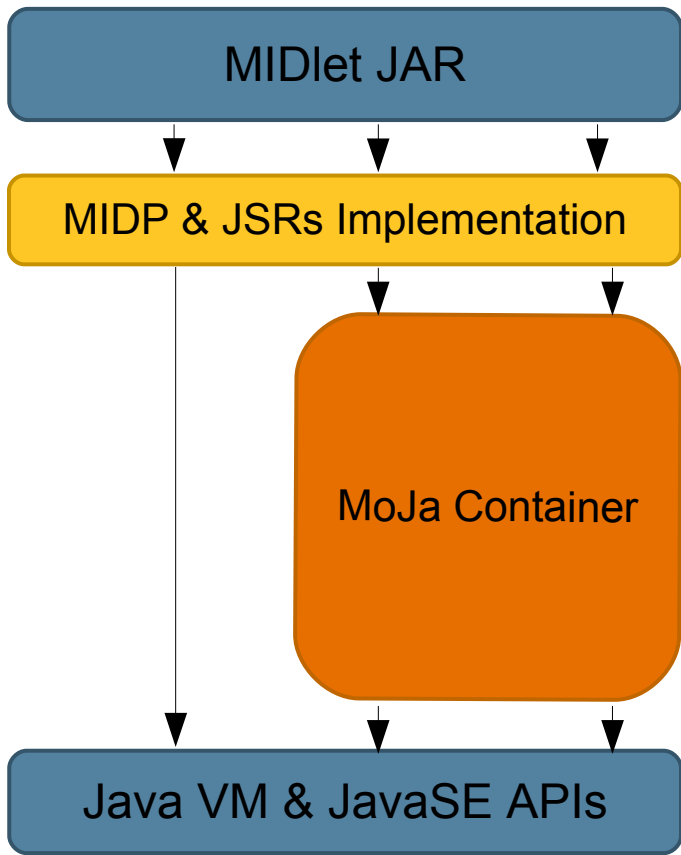 MIDlet JAR
MIDP & JSRs Implementation
MoJa Container
Java VM & JavaSE APIs